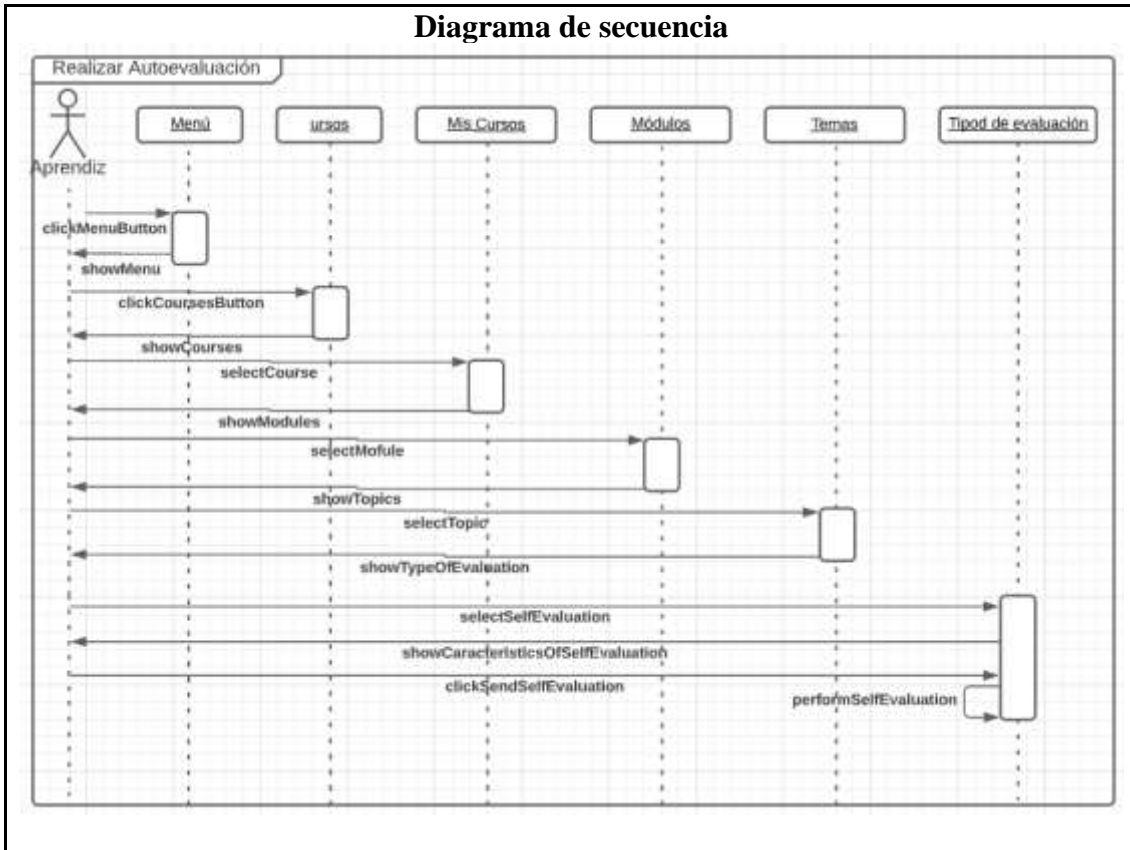 Diagrama de secuencia
Realizar Autoevaluación
Menú
ursos
Mis Cursos
Módulos
Temas
Tipod de evaluación
Aprendiz
clickMenuButton
showMenu
clickCoursesButton
showCourses
selectCourse
showModules
selectMofule
showTopics
selectTopic
showTypeOfEvaluation
selectSelfEvaluation
showCaracteristicsOfSelfEvaluation
clickSendSelfEvaluation
performSelfEvaluation